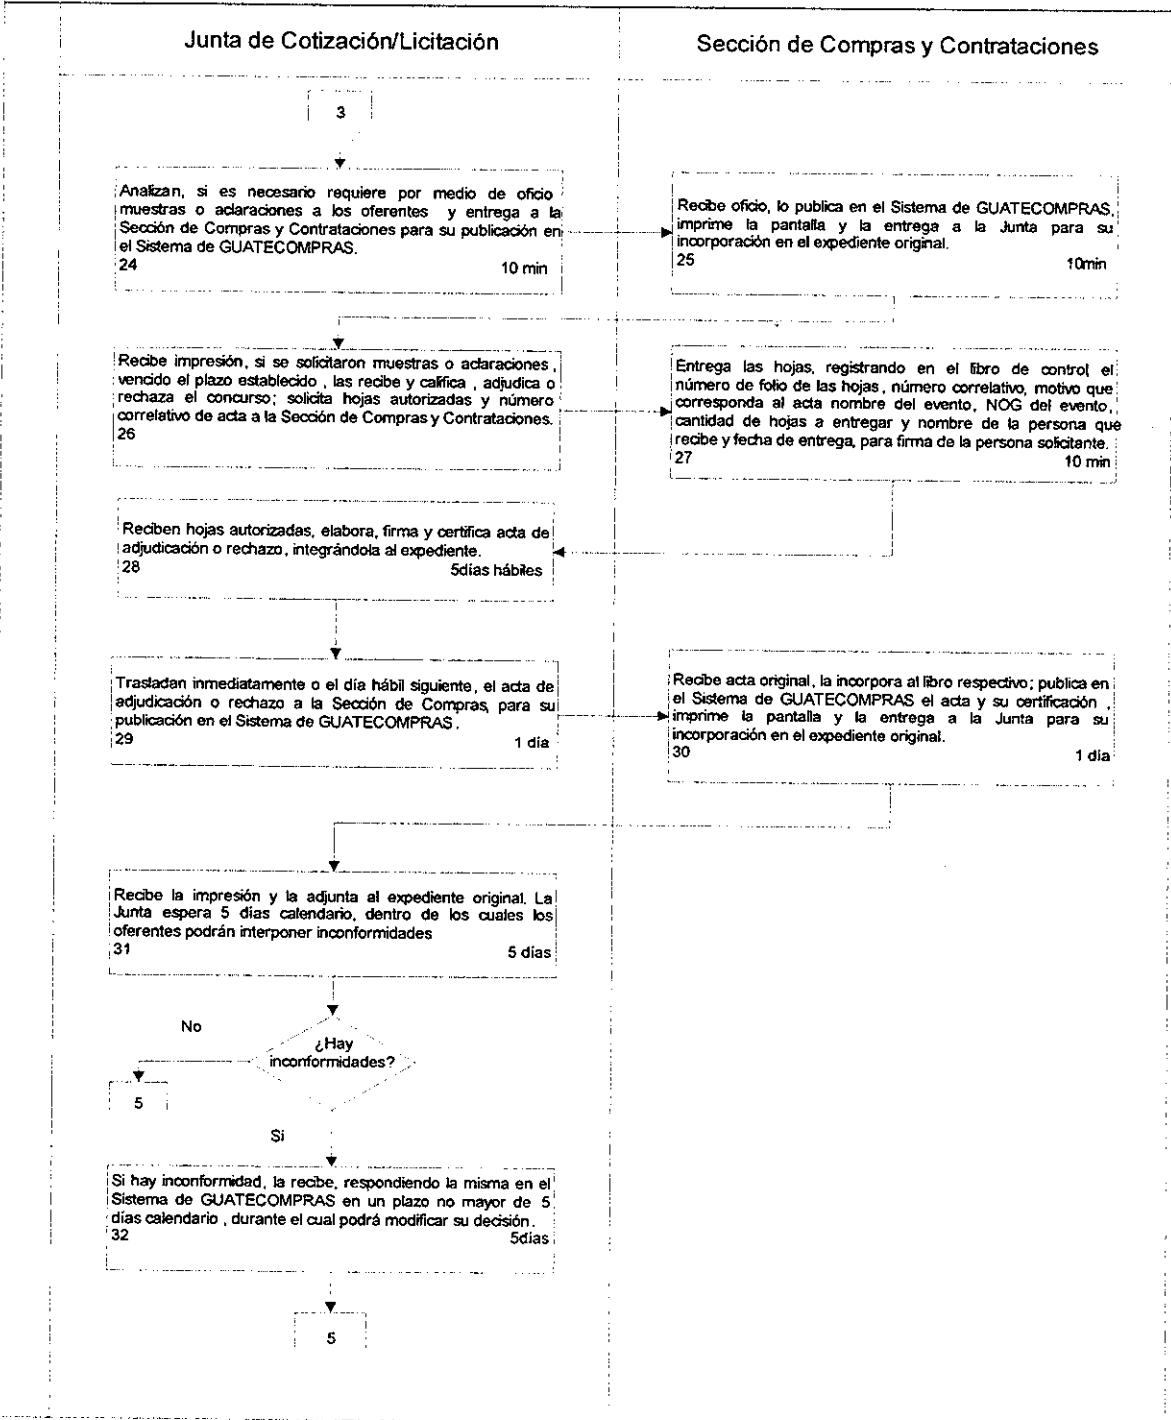 Junta de Cotización/Licitación
Sección de Compras y Contrataciones
3
Analizan, si es necesario requiere por medio de oficio
muestras o aclaraciones a los oferentes y entrega a la
Sección de Compras y Contrataciones para su publicación en
el Sistema de GUATECOMPRAS.
24 10 min
Recibe oficio, lo publica en el Sistema de GUATECOMPRAS,
imprime la pantalla y la entrega a la Junta para su
incorporación en el expediente original.
25 10min
Recibe impresión, si se solicitaron muestras o aclaraciones,
vencido el plazo establecido , las recibe y califica , adjudica o
rechaza el concurso; solicita hojas autorizadas y número
correlativo de acta a la Sección de Compras y Contrataciones.
26
Entrega las hojas, registrando en el libro de control el
número de folio de las hojas, número correlativo, motivo que
corresponda al acta nombre del evento, NOG del evento,
cantidad de hojas a entregar y nombre de la persona que
recibe y fecha de entrega, para firma de la persona solicitante.
27 10 min
Reciben hojas autorizadas, elabora, firma y certifica acta de
adjudicación o rechazo, integrándola al expediente.
28 5días hábiles
Trasladan inmediatamente o el día hábil siguiente, el acta de
adjudicación o rechazo a la Sección de Compras, para su
publicación en el Sistema de GUATECOMPRAS.
29 1 día
Recibe acta original, la incorpora al libro respectivo; publica en
el Sistema de GUATECOMPRAS el acta y su certificación ,
imprime la pantalla y la entrega a la Junta para su
incorporación en el expediente original.
30 1 día
Recibe la impresión y la adjunta al expediente original. La
Junta espera 5 días calendario, dentro de los cuales los
oferentes podrán interponer inconformidades
31 5 días
No
¿Hay
inconformidades?
5
Si
Si hay inconformidad, la recibe, respondiendo la misma en el
Sistema de GUATECOMPRAS en un plazo no mayor de 5
días calendario , durante el cual podrá modificar su decisión.
32 5días
5